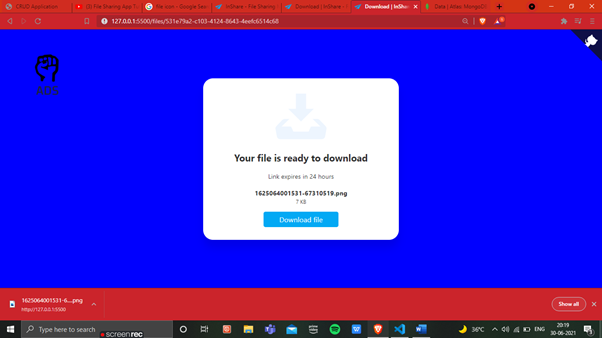 CRUD Application
(3) File Sharing App Tu
file icon - Google Sear
InShare - File Sharing
Download | InShare -
Download | InShar
Data | Atlas: MongoD
127.0.0.1:5500/files/531e79a2-c103-4124-8643-4eefc6514c68
Your file is ready to download
Link expires in 24 hours
1625064001531-67310519.png
7 KB
Download file
1625064001531-6....png
http://127.0.0.1:5500
Show all
Type here to search
screenrec
36°C
ENG
20:19
30-06-2021